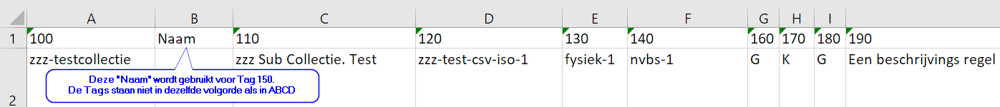 A B C D E F G H I
1 100 Naam 110 120 130 140 160 170 180 190
zzz-testcollectie zzz Sub Collectie. Test zzz-test-csv-iso-1 fysiek-1 nvbs-1 G K G Een beschrijvings regel
Deze "Naam" wordt gebruikt voor Tag 150.
De Tags staan niet in dezelfde volgorde als in ABCD
2